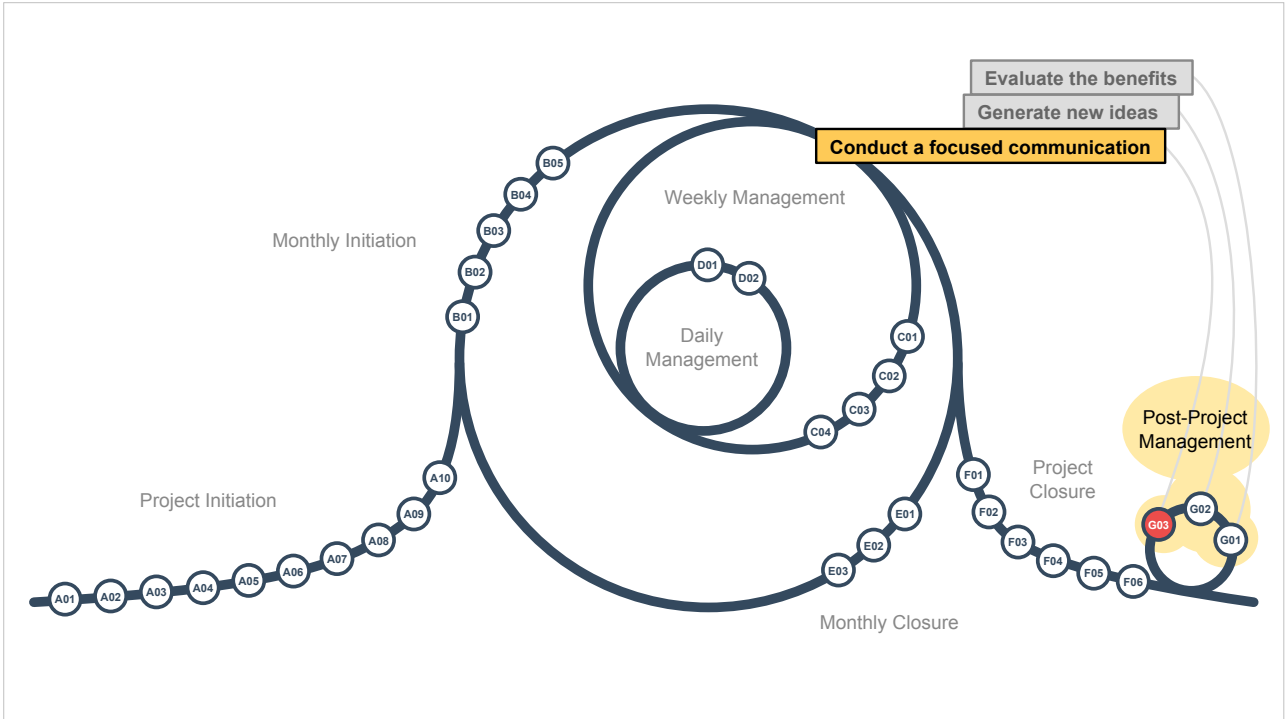 Evaluate the benefits
Generate new ideas
Conduct a focused communication
B05
B04
Weekly Management
B03
Monthly Initiation
D01
D02
B02
B01
Daily
Management
C01
C02
C03
C04
Post-Project
Management
A10
Project
Closure
F01
Project Initiation
A09
E01
F02
G03
G02
G01
A08
E02
F03
A07
A06
E03
F04
A05
F05
F06
A04
A03
A02
A01
Monthly Closure